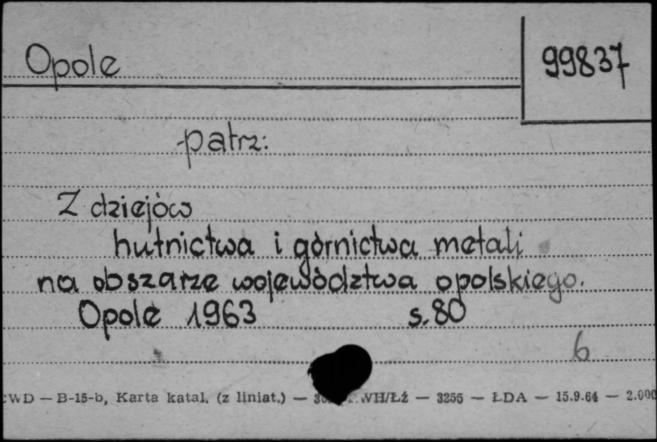 Opole
99837
patrz:
Z dziejów
hutnictwa i górnictwa metali
na obszarze województwa opolskiego.
Opole 1963 s. 80
6
WD — B-15-b, Karta katal. (z liniat.) — WH/Łż — 3256 — ŁDA — 15.9.64 — 2.000